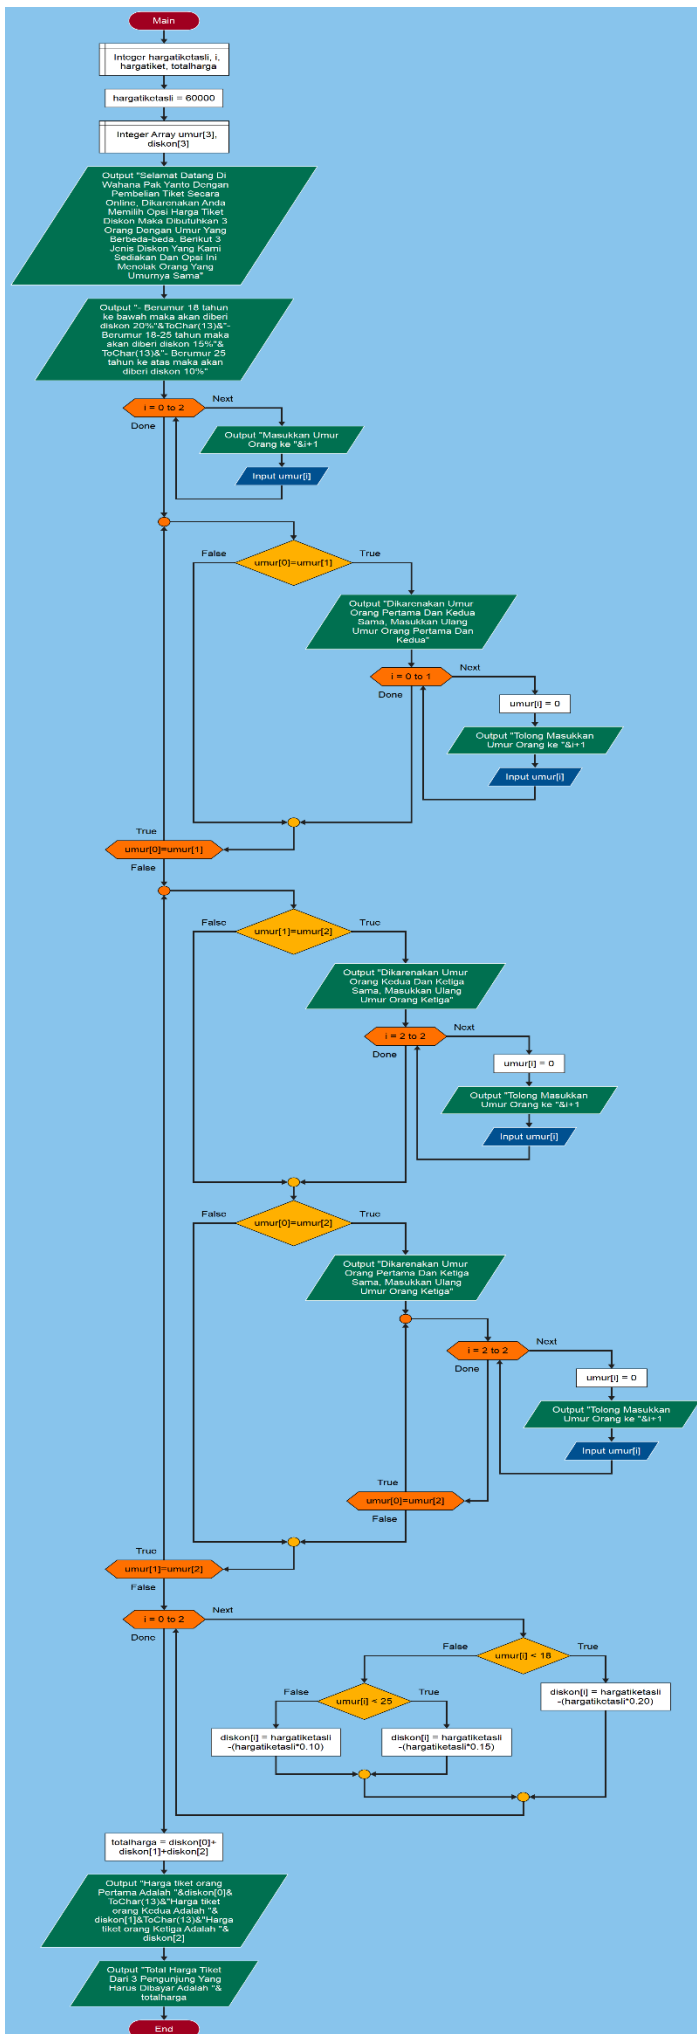 Main
Integer hargatiketasli, i,
hargatiket, totalharga
hargatiketasli = 60000
Integer Array umur[3],
diskon[3]
Output "Selamat Datang Di
Wahana Pak Yanto Dengan
Pembelian Tiket Secara
Online, Dikarenakan Anda
Memilih Opsi Harga Tiket
Diskon Maka Dibutuhkan 3
Orang Dengan Umur Yang
Berbeda-beda. Berikut 3
Jenis Diskon Yang Kami
Sediakan Dan Opsi Ini
Menolak Orang Yang
Umurnya Sama"
Output "- Berumur 18 tahun
ke bawah maka akan diberi
diskon 20%"&ToChar(13)&"-
Berumur 18-25 tahun maka
akan diberi diskon 15%"&
ToChar(13)&"- Berumur 25
tahun ke atas maka akan
diberi diskon 10%"
i = 0 to 2
Next
Done
Output "Masukkan Umur
Orang ke "&i+1
Input umur[i]
umur[0]=umur[1]
False
True
Output "Dikarenakan Umur
Orang Pertama Dan Kedua
Sama, Masukkan Ulang
Umur Orang Pertama Dan
Kedua"
i = 0 to 1
Next
Done
umur[i] = 0
Output "Tolong Masukkan
Umur Orang ke "&i+1
Input umur[i]
True
umur[0]=umur[1]
False
umur[1]=umur[2]
False
True
Output "Dikarenakan Umur
Orang Kedua Dan Ketiga
Sama, Masukkan Ulang
Umur Orang Ketiga"
i = 2 to 2
Next
Done
umur[i] = 0
Output "Tolong Masukkan
Umur Orang ke "&i+1
Input umur[i]
umur[0]=umur[2]
False
True
Output "Dikarenakan Umur
Orang Pertama Dan Ketiga
Sama, Masukkan Ulang
Umur Orang Ketiga"
i = 2 to 2
Next
Done
umur[i] = 0
Output "Tolong Masukkan
Umur Orang ke "&i+1
Input umur[i]
True
umur[0]=umur[2]
False
True
umur[1]=umur[2]
False
i = 0 to 2
Next
Done
umur[i] < 18
False
True
umur[i] < 25
False
True
diskon[i] = hargatiketasli
-(hargatiketasli*0.20)
diskon[i] = hargatiketasli
-(hargatiketasli*0.10)
diskon[i] = hargatiketasli
-(hargatiketasli*0.15)
totalharga = diskon[0]+
diskon[1]+diskon[2]
Output "Harga tiket orang
Pertama Adalah "&diskon[0]&
ToChar(13)&"Harga tiket
orang Kedua Adalah "&
diskon[1]&ToChar(13)&"Harga
tiket orang Ketiga Adalah "&
diskon[2]
Output "Total Harga Tiket
Dari 3 Pengunjung Yang
Harus Dibayar Adalah "&
totalharga
End